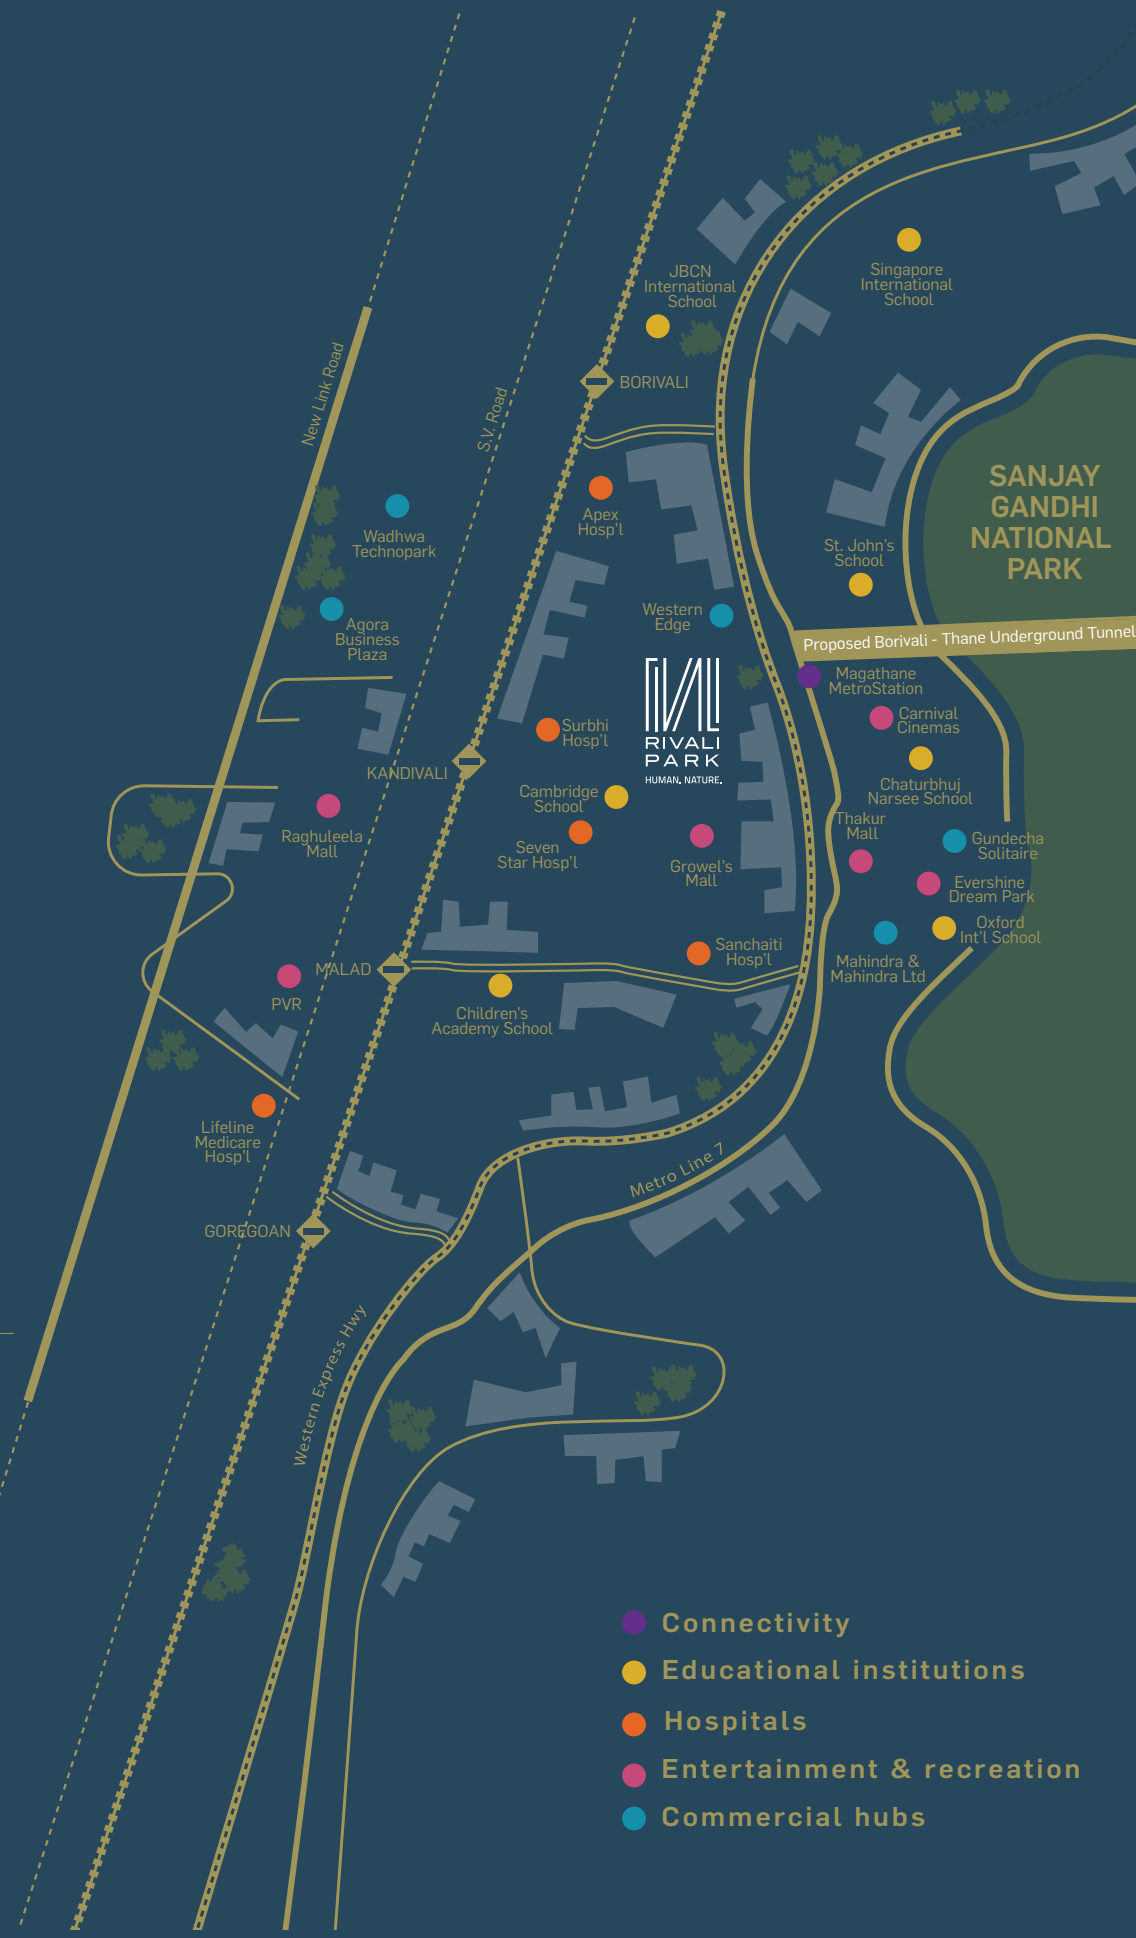 JBCN
International
School
Singapore
International
School
BORIVALI
New Link Road
S.V. Road
SANJAY
GANDHI
NATIONAL
PARK
Apex
Hosp'l
Wadhwa
Technopark
St. John's
School
Western
Edge
Agora
Business
Plaza
Proposed Borivali - Thane Underground Tunnel
Magathane
MetroStation
Carnival
Cinemas
Surbhi
Hosp'l
RIVALI
PARK
HUMAN. NATURE.
KANDIVALI
Cambridge
School
Chaturbhuj
Narsee School
Thakur
Mall
Raghuleela
Mall
Seven
Star Hosp'l
Growel's
Mall
Gundecha
Solitaire
Evershine
Dream Park
Oxford
Int'l School
Sanchaiti
Hosp'l
Mahindra &
Mahindra Ltd
MALAD
PVR
Children's
Academy School
Lifeline
Medicare
Hosp'l
Metro Line 7
GOREGOAN
Western Express Hwy
Connectivity
Educational institutions
Hospitals
Entertainment & recreation
Commercial hubs